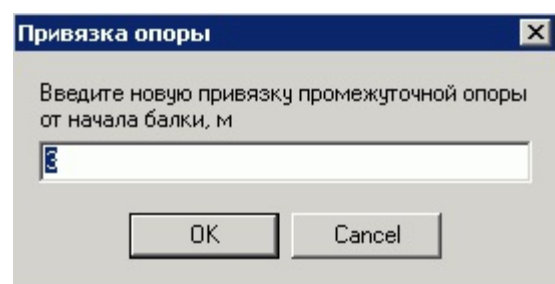 Привязка опоры
Введите новую привязку промежуточной опоры
от начала балки, м
3
OK
Cancel